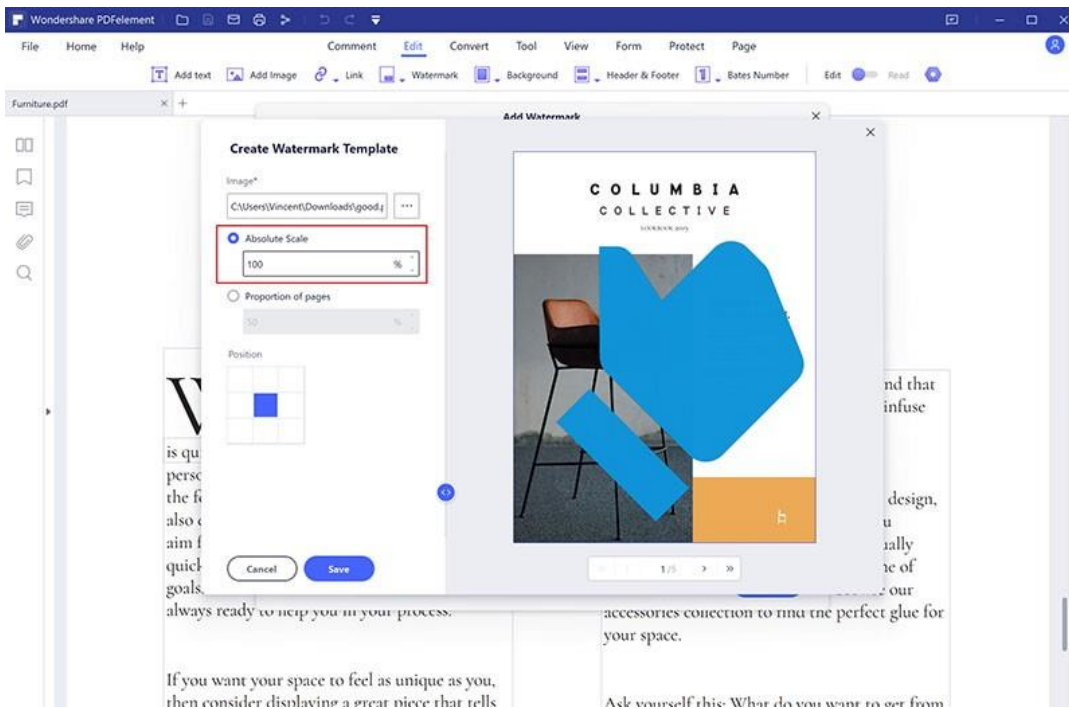 Wondershare PDFelement
File Home Help Comment Edit Convert Tool View Form Protect Page
Add text Add Image Link Watermark Background Header & Footer Bates Number Edit Read
Furniture.pdf
Add Watermark
Create Watermark Template
Image*
C:\Users\Vincent\Downloads\good.p
Absolute Scale
100 %
Proportion of pages
50 %
Position
Cancel Save
COLUMBIA
COLLECTIVE
LOOKBOOK 2019
1 /5
W
is qu
perso
the fe
also
aim f
quick
goals
always ready to help you in your process.
If you want your space to feel as unique as you,
then consider displaying a great piece that tells
nd that
infuse
design,
u
ually
ne of
our
accessories collection to find the perfect glue for
your space.
Ask yourself this: What do you want to get from